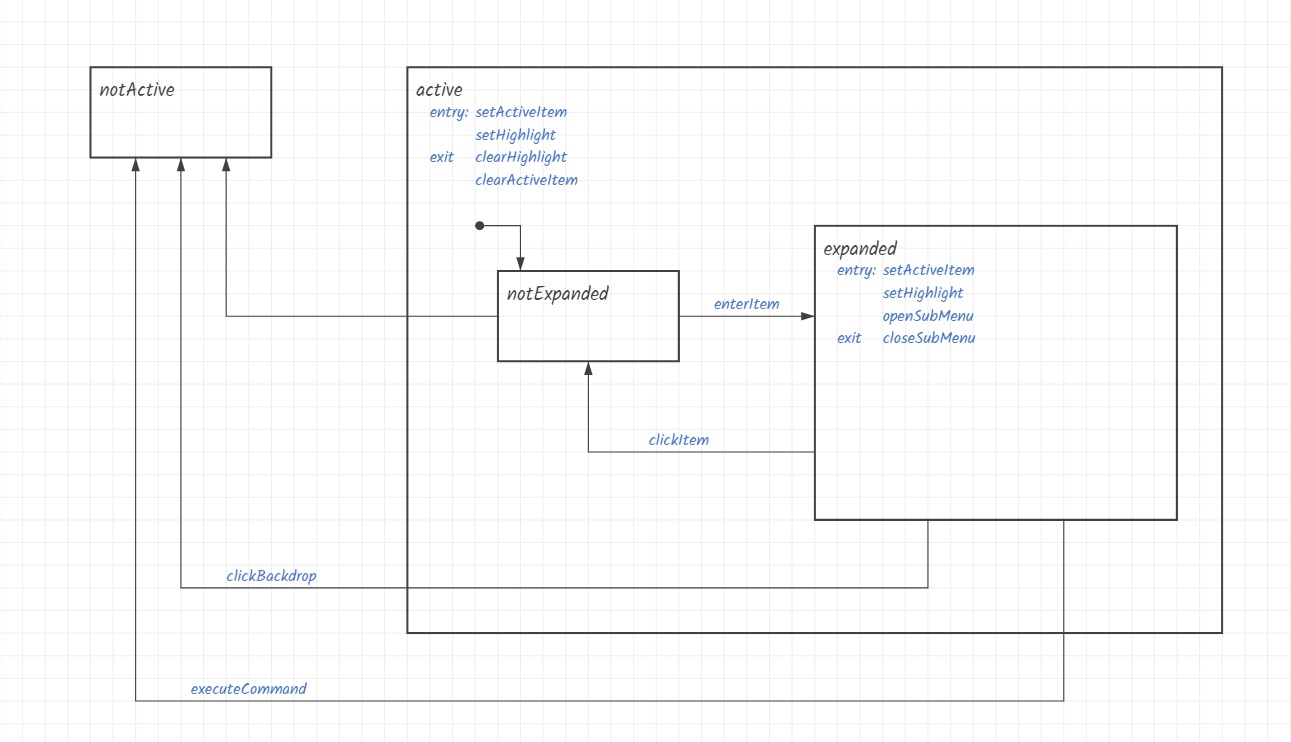 notActive
active
entry: setActiveItem
setHighlight
exit clearHighlight
clearActiveItem
expanded
entry: setActiveItem
setHighlight
openSubMenu
exit closeSubMenu
notExpanded
enterItem
clickItem
clickBackdrop
executeCommand